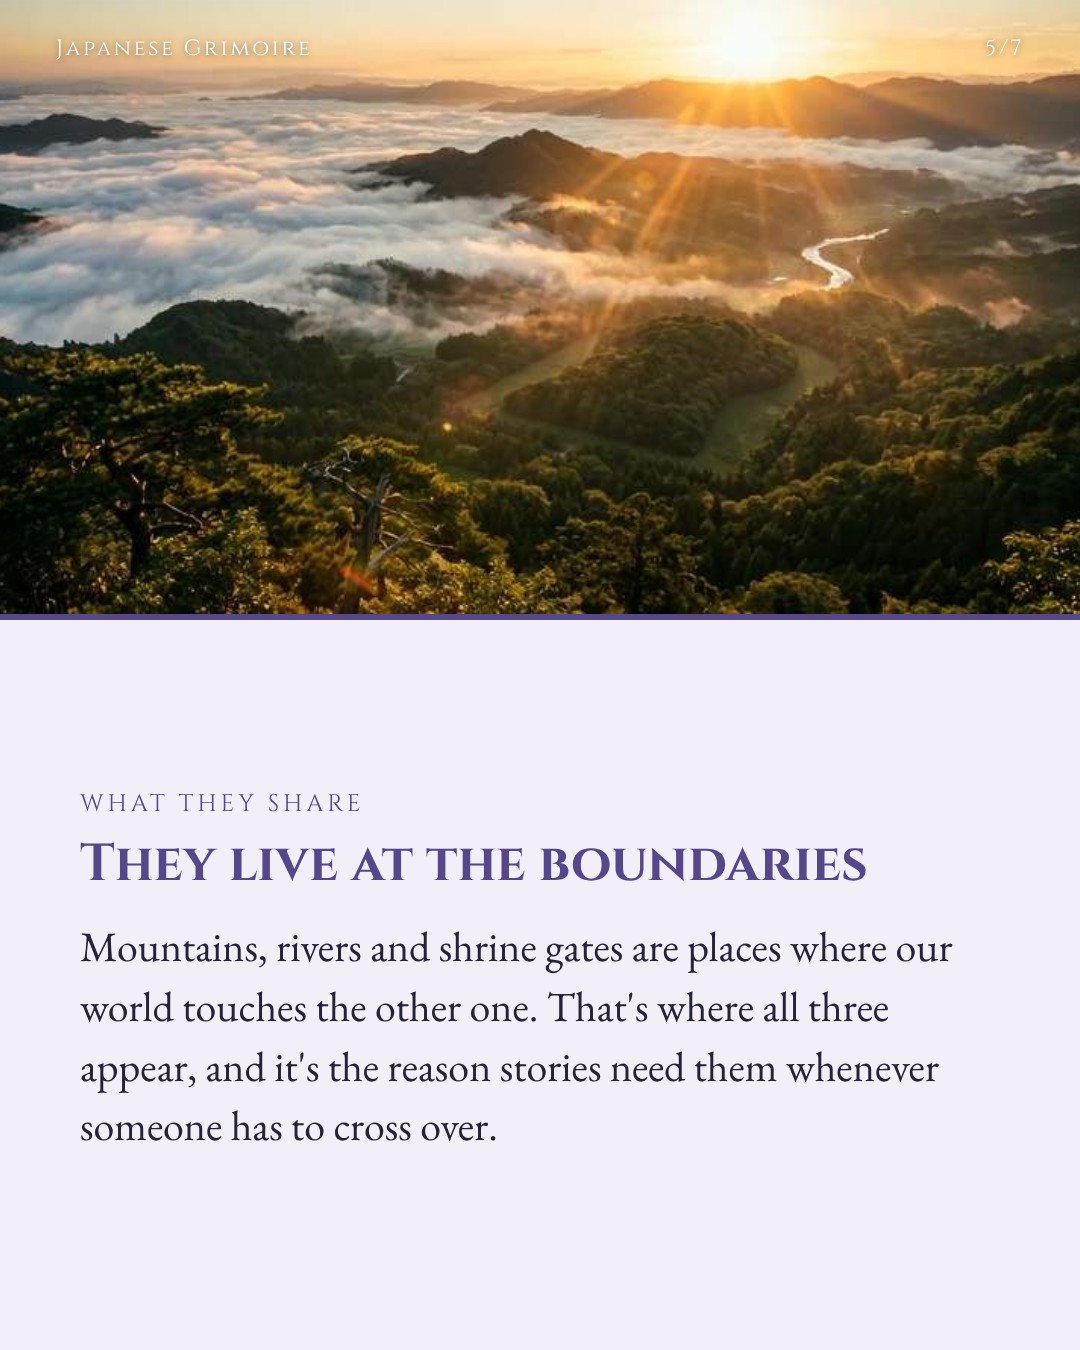 Japanese Grimoire
5/7
WHAT THEY SHARE
They live at the boundaries
Mountains, rivers and shrine gates are places where our
world touches the other one. That's where all three
appear, and it's the reason stories need them whenever
someone has to cross over.